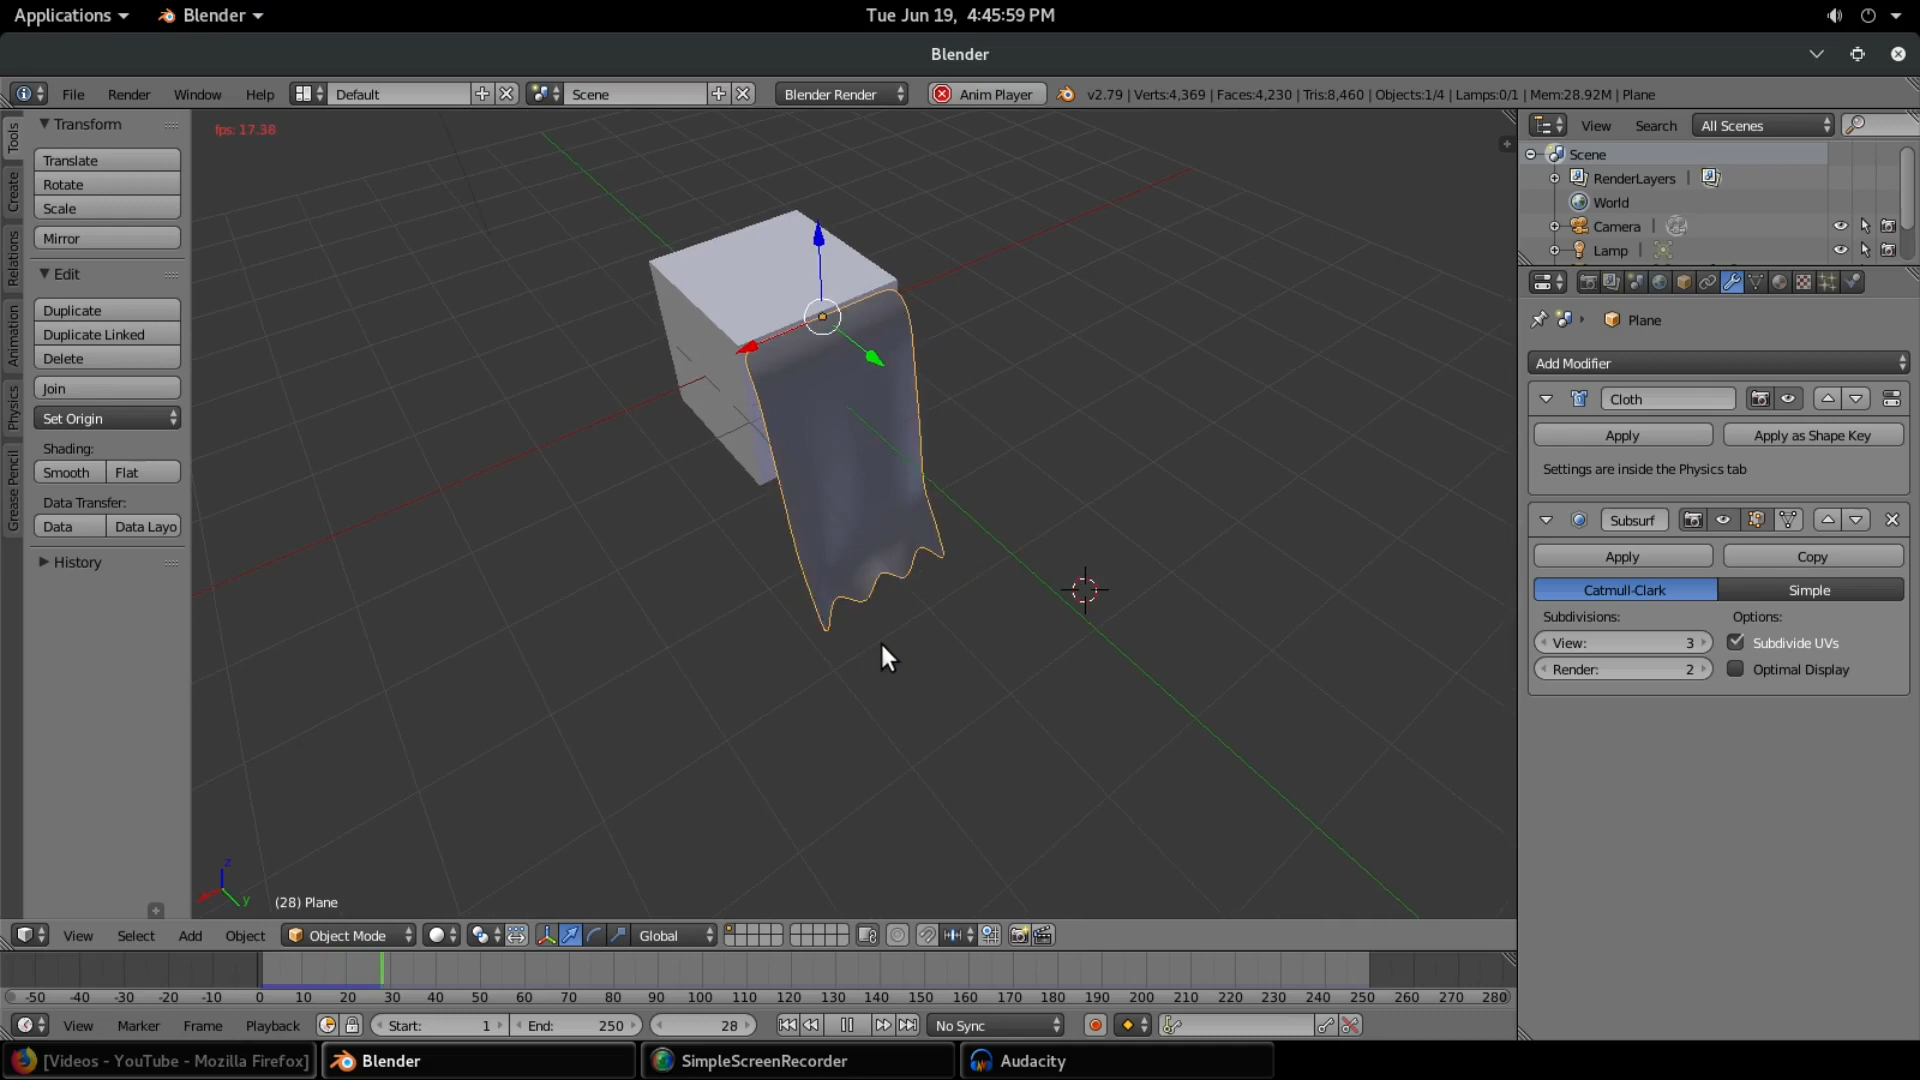 Applications Blender Tue Jun 19, 4:45:59 PM
Blender
File Render Window Help Default Scene Blender Render Anim Player v2.79 | Verts:4,369 | Faces:4,230 | Tris:8,460 | Objects:1/4 | Lamps:0/1 | Mem:28.92M | Plane
Tools
Create
Relations
Animation
Physics
Grease Pencil
Transform
Translate
Rotate
Scale
Mirror
Edit
Duplicate
Duplicate Linked
Delete
Join
Set Origin
Shading:
Smooth Flat
Data Transfer:
Data Data Layo
History
fps: 17.38
z
y
(28) Plane
View Search All Scenes
Scene
RenderLayers |
World
Camera |
Lamp |
Plane
Add Modifier
Cloth
Apply Apply as Shape Key
Settings are inside the Physics tab
Subsurf
Apply Copy
Catmull-Clark Simple
Subdivisions: Options:
View: 3 Subdivide UVs
Render: 2 Optimal Display
View Select Add Object Object Mode Global
-50 -40 -30 -20 -10 0 10 20 30 40 50 60 70 80 90 100 110 120 130 140 150 160 170 180 190 200 210 220 230 240 250 260 270 280
View Marker Frame Playback Start: 1 End: 250 28 No Sync
[Videos - YouTube - Mozilla Firefox] Blender SimpleScreenRecorder Audacity